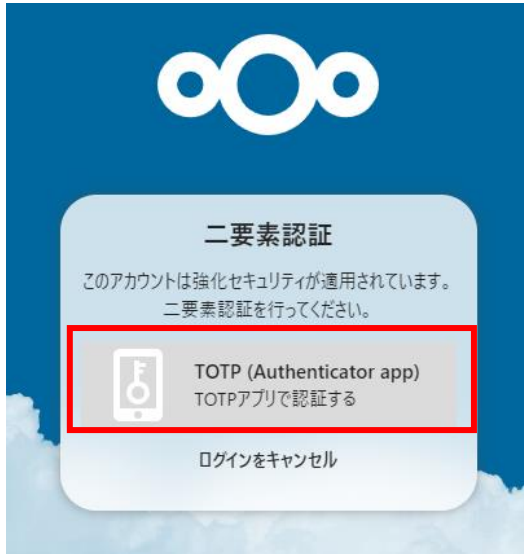 二要素認証
このアカウントは強化セキュリティが適用されています。
二要素認証を行ってください。
TOTP (Authenticator app)
TOTPアプリで認証する
ログインをキャンセル